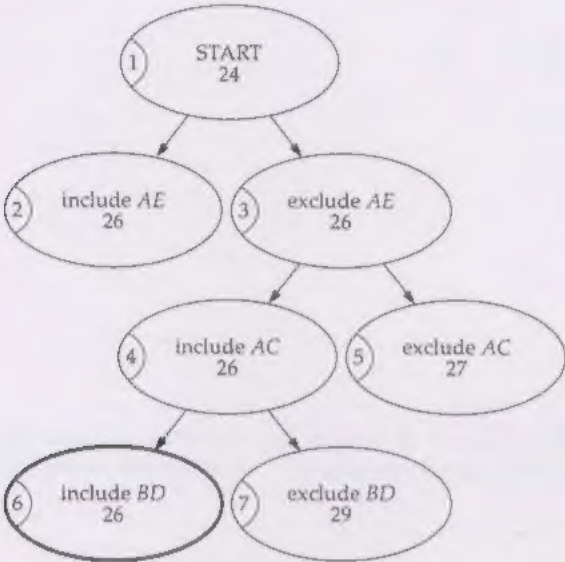 1
START
24
2
include AE
26
3
exclude AE
26
4
include AC
26
5
exclude AC
27
6
include BD
26
7
exclude BD
29